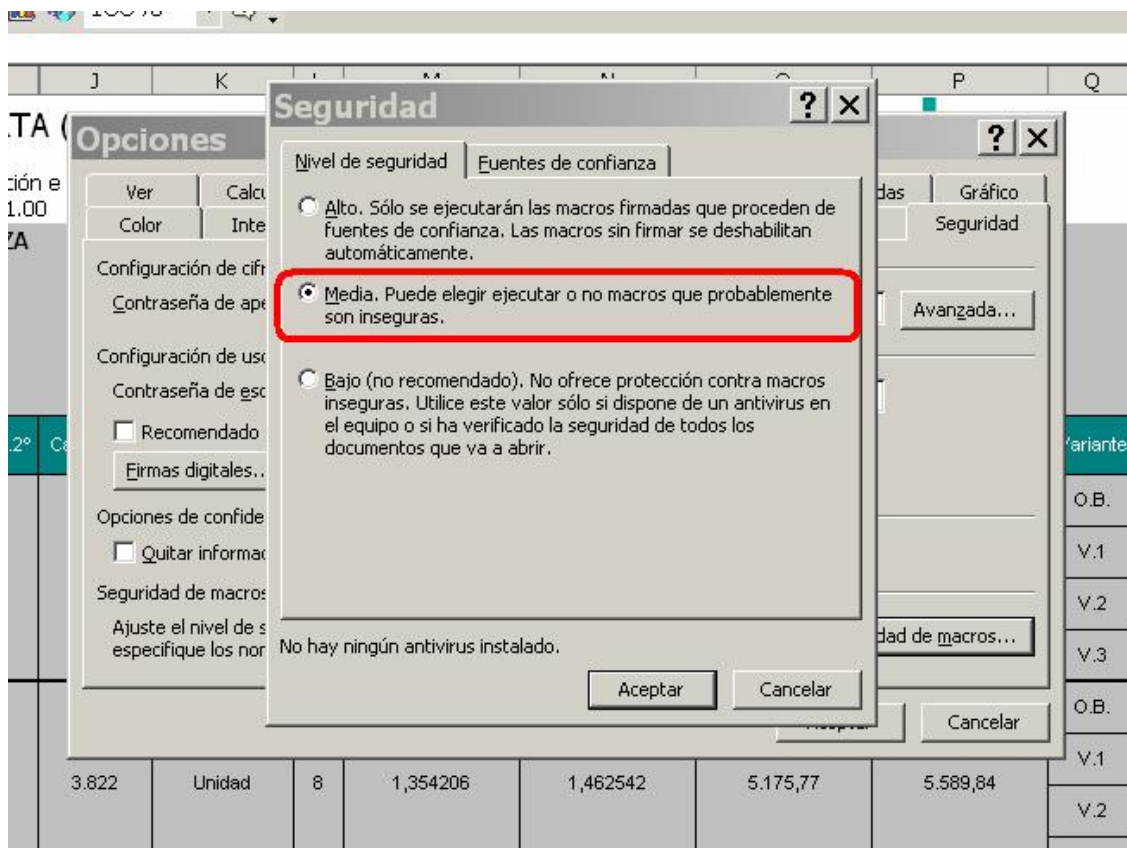 100%
J K P Q
Seguridad
Opciones
Nivel de seguridad Fuentes de confianza
ción e
Ver Gráfico
1.00
Color Seguridad
Alto. Sólo se ejecutarán las macros firmadas que proceden de
fuentes de confianza. Las macros sin firmar se deshabilitan
automáticamente.
Media. Puede elegir ejecutar o no macros que probablemente
son inseguras.
Bajo (no recomendado). No ofrece protección contra macros
inseguras. Utilice este valor sólo si dispone de un antivirus en
el equipo o si ha verificado la seguridad de todos los
documentos que va a abrir.
No hay ningún antivirus instalado.
Aceptar Cancelar
Configuración de cifr
Contraseña de ape
Avanzada...
Configuración de uso
Contraseña de esc
Recomendado
Firmas digitales..
Opciones de confide
Quitar informac
Seguridad de macros
Ajuste el nivel de s
especifique los nor
dad de macros...
Cancelar
.2º
ariante
O.B.
V.1
V.2
V.3
O.B.
V.1
V.2
3.822 Unidad 8 1,354206 1,462542 5.175,77 5.589,84